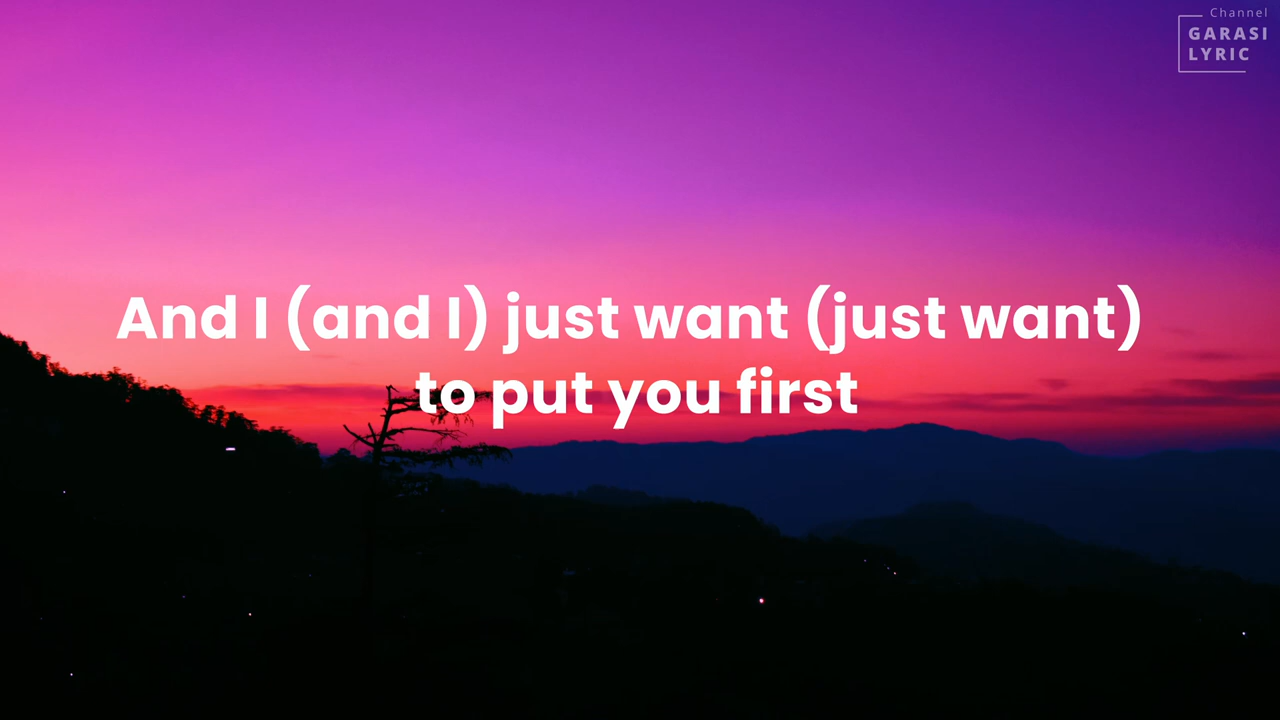 Channel
GARASI
LYRIC
And I (and I) just want (just want)
to put you first